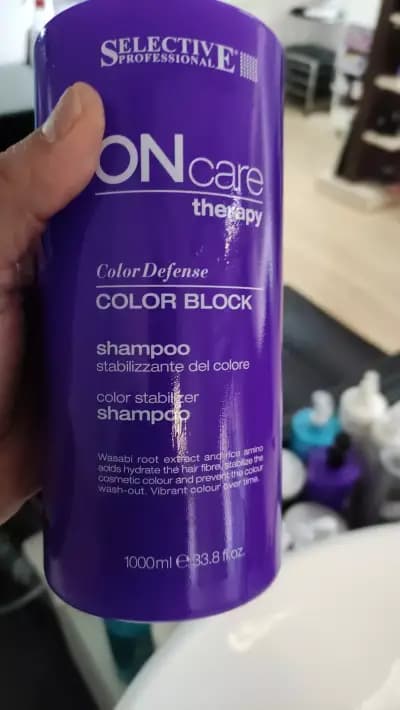 SELECTIVE
PROFESSIONAL
ONcare
therapy
Color Defense
COLOR BLOCK
shampoo
stabilizzante del colore
color stabilizer
shampoo
Wasabi root extract and rice amino
acids hydrate the hair fibre, stabilize the
cosmetic colour and prevent the colour
wash-out. Vibrant colour over time.
1000ml ℮ 33.8 fl.oz.